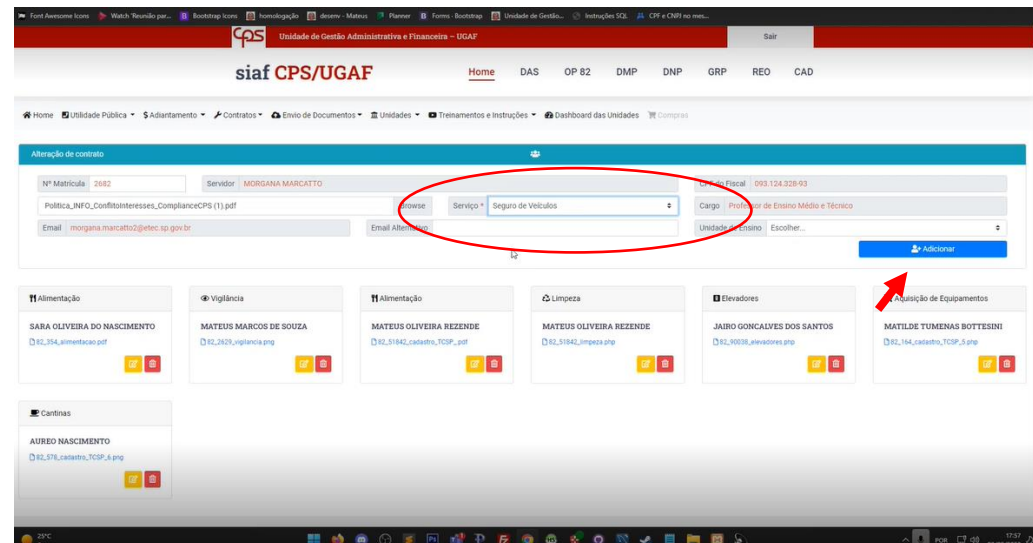 Font Awesome Icons Watch 'Reunião par... Bootstrap Icons homologação desenv - Mateus Planner Forms · Bootstrap Unidade de Gestão... Instruções SQL CPF e CNPJ no mes...
CPS Unidade de Gestão Administrativa e Financeira – UGAF Sair
siaf CPS/UGAF Home DAS OP 82 DMP DNP GRP REO CAD
Home Utilidade Pública Adiantamento Contratos Envio de Documentos Unidades Treinamentos e Instruções Dashboard das Unidades Compras
Alteração de contrato
Nº Matrícula 2682 Servidor MORGANA MARCATTO CPF do Fiscal 093.124.328-93
Politica_INFO_ConflitoInteresses_ComplianceCPS (1).pdf Browse Serviço * Seguro de Veículos Cargo Professor de Ensino Médio e Técnico
Email morgana.marcatto2@etec.sp.gov.br Email Alternativo Unidade de Ensino Escolher...
Adicionar
Alimentação Vigilância Alimentação Limpeza Elevadores Aquisição de Equipamentos
SARA OLIVEIRA DO NASCIMENTO MATEUS MARCOS DE SOUZA MATEUS OLIVEIRA REZENDE MATEUS OLIVEIRA REZENDE JAIRO GONCALVES DOS SANTOS MATILDE TUMENAS BOTTESINI
82_354_alimentacao.pdf 82_2629_vigilancia.png 82_51842_cadastro_TCSP_.pdf 82_51842_limpeza.php 82_90038_elevadores.php 82_164_cadastro_TCSP_5.png
Cantinas
AUREO NASCIMENTO
82_578_cadastro_TCSP_6.png
25°C POR 17:57